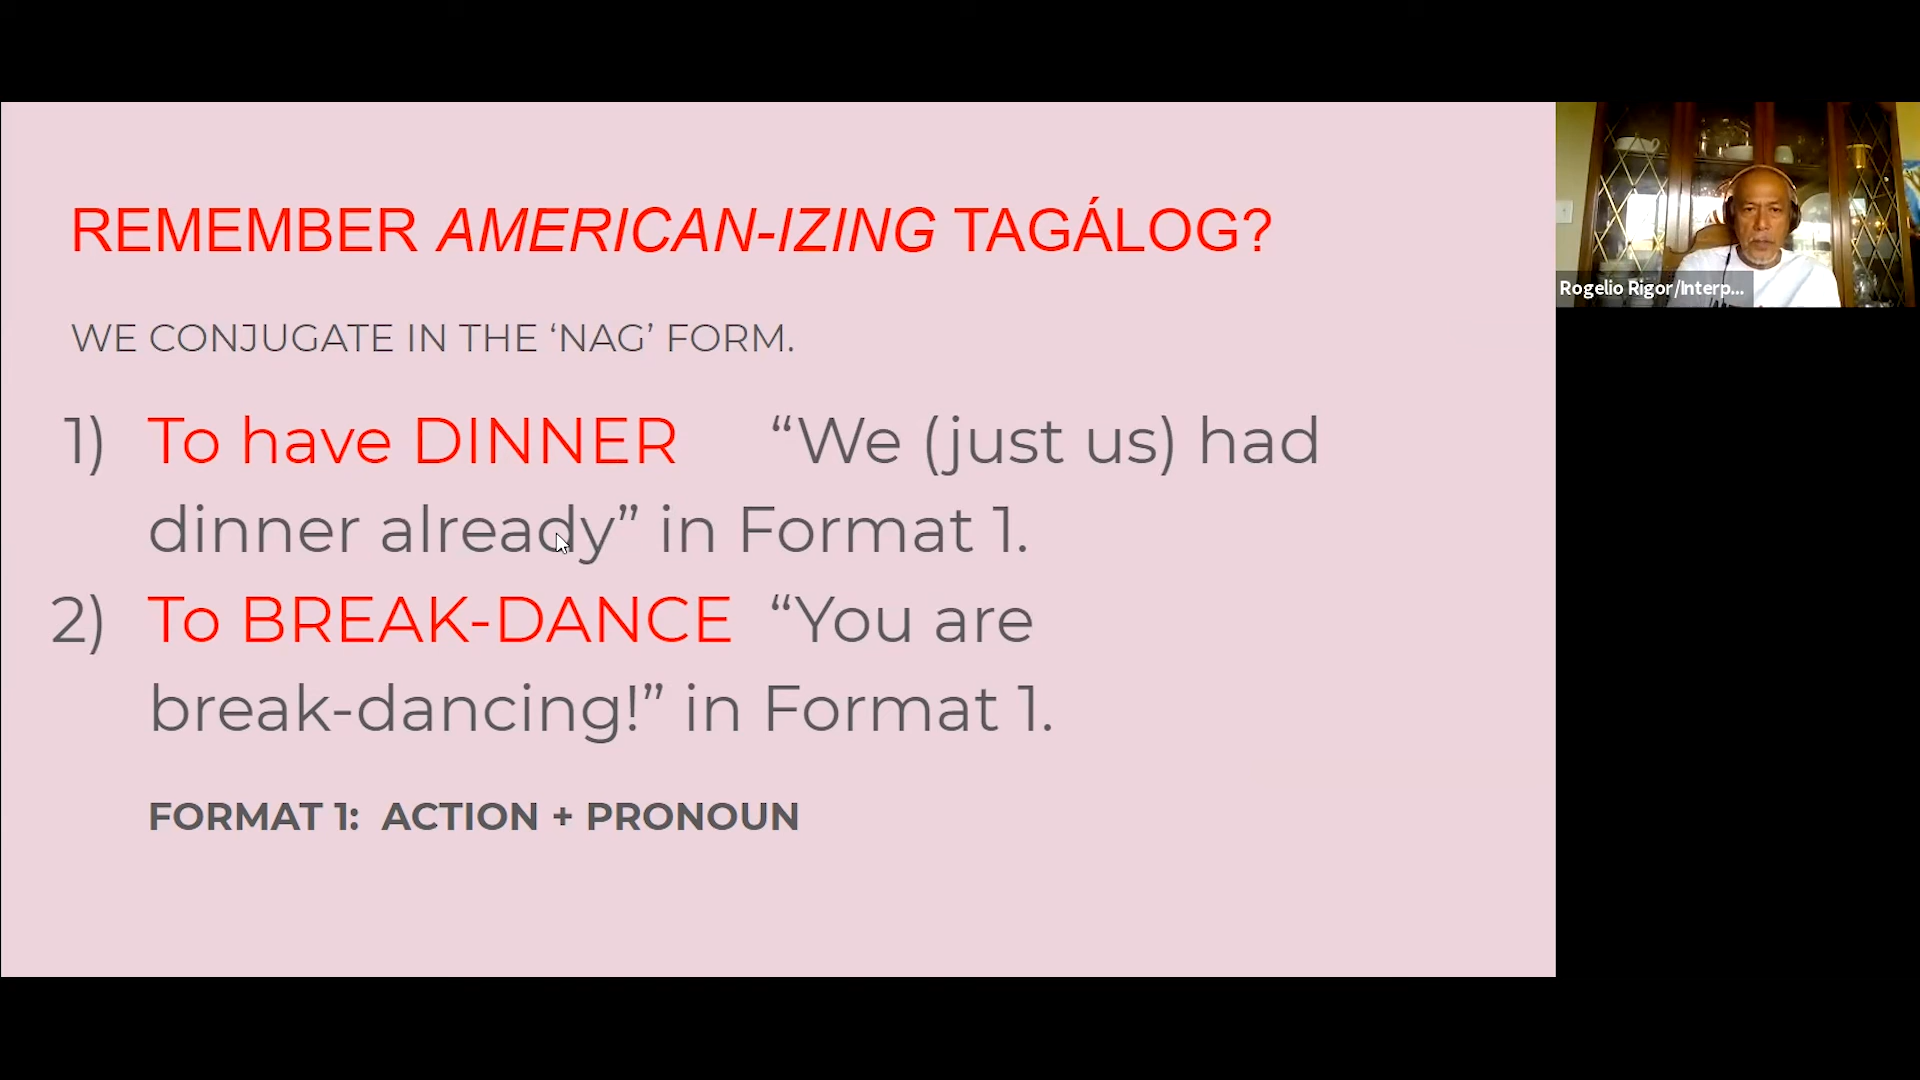 REMEMBER AMERICAN-IZING TAGÁLOG?
WE CONJUGATE IN THE ‘NAG’ FORM.
1) To have DINNER “We (just us) had
dinner already” in Format 1.
2) To BREAK-DANCE “You are
break-dancing!” in Format 1.
FORMAT 1: ACTION + PRONOUN
Rogelio Rigor/Interp...